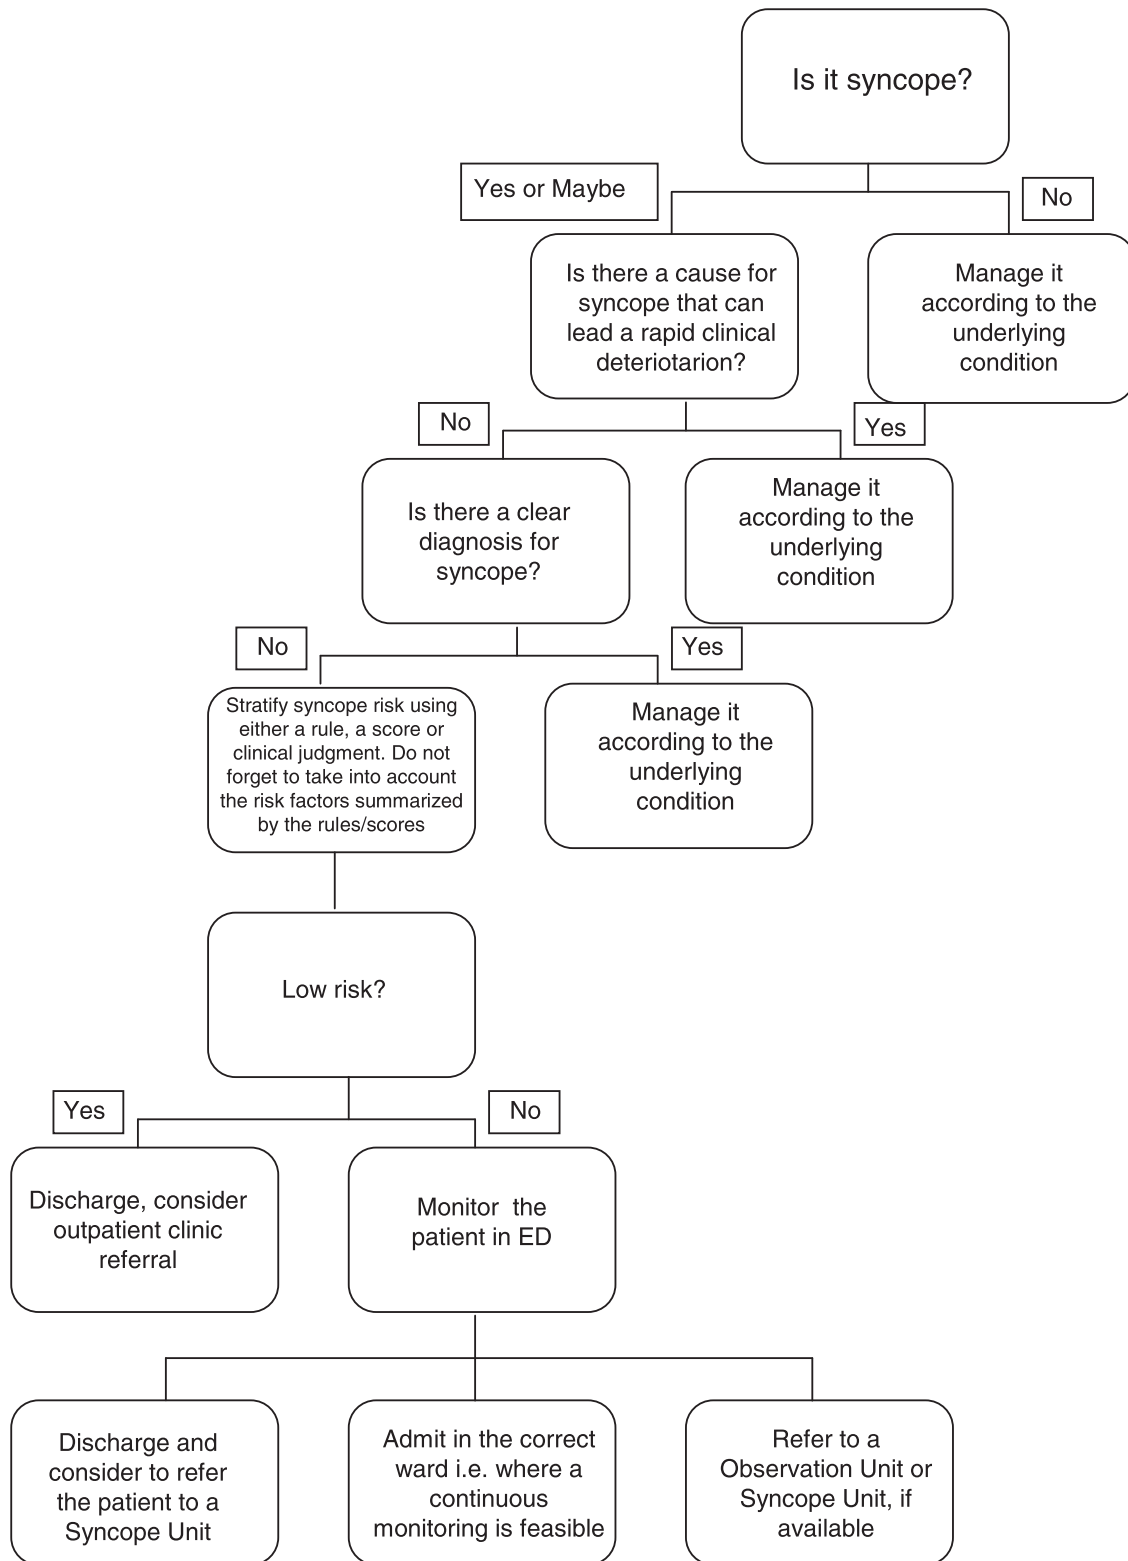 Is it syncope?
Yes or Maybe
No
Is there a cause for
syncope that can
lead a rapid clinical
deteriotarion?
Manage it
according to the
underlying
condition
No
Yes
Is there a clear
diagnosis for
syncope?
Manage it
according to the
underlying
condition
No
Yes
Stratify syncope risk using
either a rule, a score or
clinical judgment. Do not
forget to take into account
the risk factors summarized
by the rules/scores
Manage it
according to the
underlying
condition
Low risk?
Yes
No
Discharge, consider
outpatient clinic
referral
Monitor the
patient in ED
Discharge and
consider to refer
the patient to a
Syncope Unit
Admit in the correct
ward i.e. where a
continuous
monitoring is feasible
Refer to a
Observation Unit or
Syncope Unit, if
available